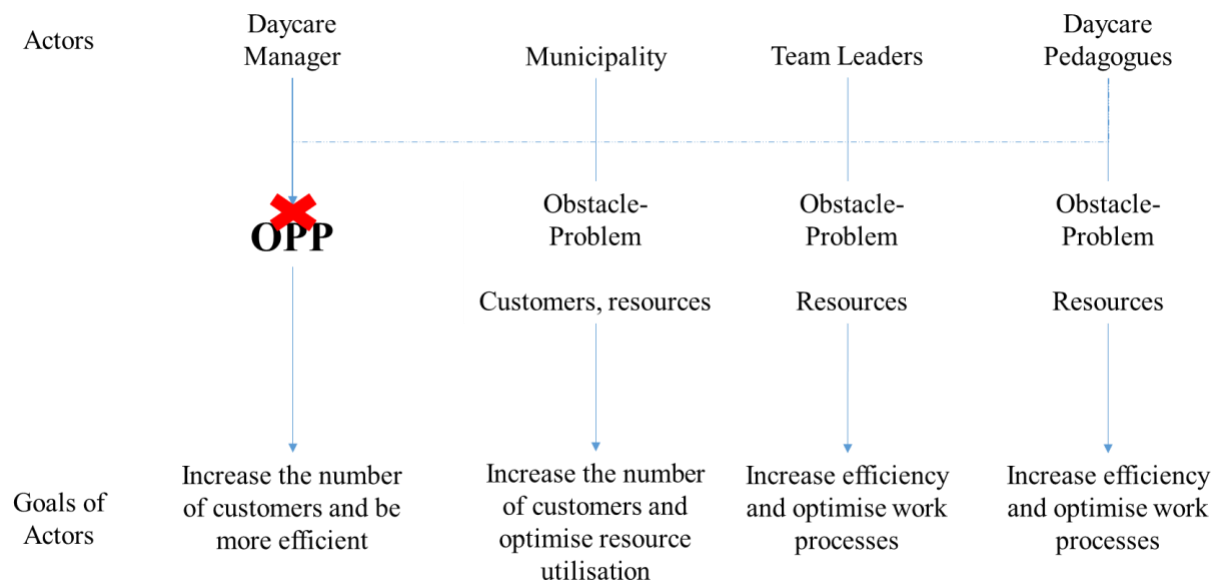 Actors
Daycare
Manager
Municipality
Team Leaders
Daycare
Pedagogues
OPP
Obstacle-
Problem
Obstacle-
Problem
Obstacle-
Problem
Customers, resources
Resources
Resources
Goals of
Actors
Increase the number
of customers and be
more efficient
Increase the number
of customers and
optimise resource
utilisation
Increase efficiency
and optimise work
processes
Increase efficiency
and optimise work
processes